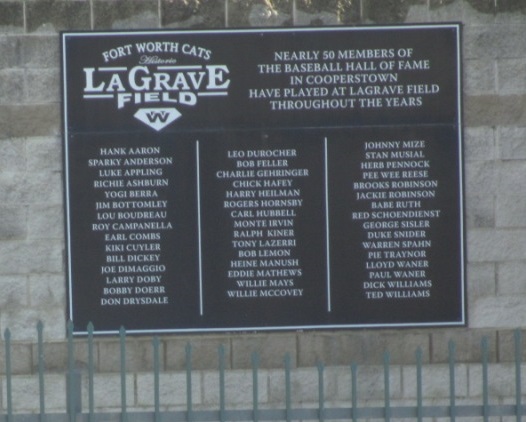 FORT WORTH CATS
Historic
LAGRAVE
FIELD
W
NEARLY 50 MEMBERS OF
THE BASEBALL HALL OF FAME
IN COOPERSTOWN
HAVE PLAYED AT LAGRAVE FIELD
THROUGHOUT THE YEARS
HANK AARON
SPARKY ANDERSON
LUKE APPLING
RICHIE ASHBURN
YOGI BERRA
JIM BOTTOMLEY
LOU BOUDREAU
ROY CAMPANELLA
EARL COMBS
KIKI CUYLER
BILL DICKEY
JOE DIMAGGIO
LARRY DOBY
BOBBY DOERR
DON DRYSDALE
LEO DUROCHER
BOB FELLER
CHARLIE GEHRINGER
CHICK HAFEY
HARRY HEILMAN
ROGERS HORNSBY
CARL HUBBELL
MONTE IRVIN
RALPH KINER
TONY LAZERRI
BOB LEMON
HEINE MANUSH
EDDIE MATHEWS
WILLIE MAYS
WILLIE MCCOVEY
JOHNNY MIZE
STAN MUSIAL
HERB PENNOCK
PEE WEE REESE
BROOKS ROBINSON
JACKIE ROBINSON
BABE RUTH
RED SCHOENDIENST
GEORGE SISLER
DUKE SNIDER
WARREN SPAHN
PIE TRAYNOR
LLOYD WANER
PAUL WANER
DICK WILLIAMS
TED WILLIAMS